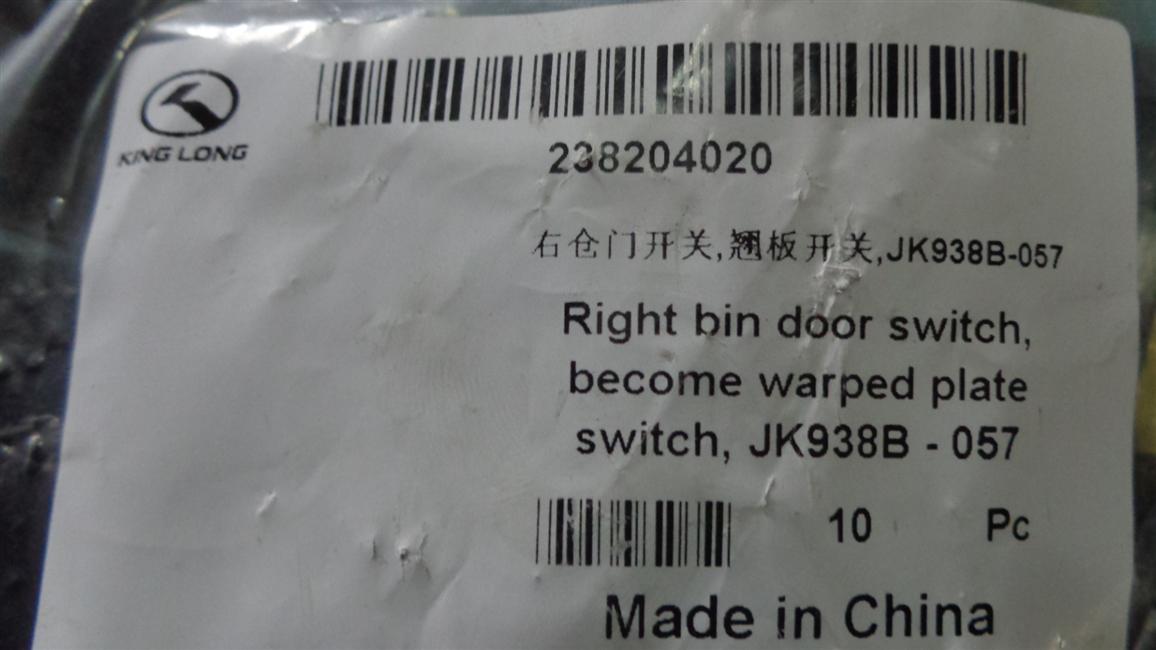 KING LONG
238204020
右仓门开关,翘板开关,JK938B-057
Right bin door switch,
become warped plate
switch, JK938B - 057
10 Pc
Made in China